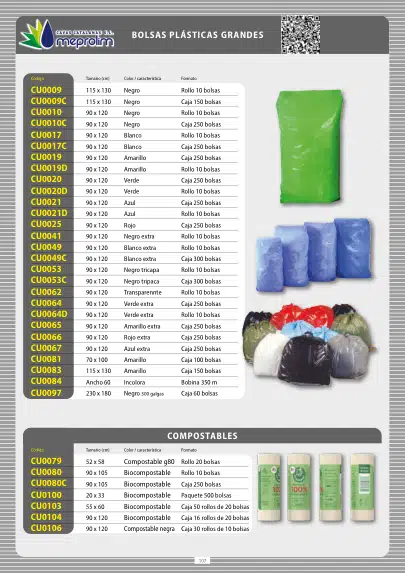 CAVAS CATALANAS S.L.
meprolim
BOLSAS PLÁSTICAS GRANDES
Código Tamaño (cm) Color / característica Formato
CU0009 115 x 130 Negro Rollo 10 bolsas
CU0009C 115 x 130 Negro Caja 150 bolsas
CU0010 90 x 120 Negro Rollo 10 bolsas
CU0010C 90 x 120 Negro Caja 250 bolsas
CU0017 90 x 120 Blanco Rollo 10 bolsas
CU0017C 90 x 120 Blanco Caja 250 bolsas
CU0019 90 x 120 Amarillo Caja 250 bolsas
CU0019D 90 x 120 Amarillo Rollo 10 bolsas
CU0020 90 x 120 Verde Caja 250 bolsas
CU0020D 90 x 120 Verde Rollo 10 bolsas
CU0021 90 x 120 Azul Caja 250 bolsas
CU0021D 90 x 120 Azul Rollo 10 bolsas
CU0025 90 x 120 Rojo Caja 250 bolsas
CU0041 90 x 120 Negro extra Rollo 10 bolsas
CU0049 90 x 120 Blanco extra Rollo 10 bolsas
CU0049C 90 x 120 Blanco extra Caja 300 bolsas
CU0053 90 x 120 Negro tricapa Rollo 10 bolsas
CU0053C 90 x 120 Negro tripaca Caja 300 bolsas
CU0062 90 x 120 Transparennte Rollo 10 bolsas
CU0064 90 x 120 Verde extra Caja 250 bolsas
CU0064D 90 x 120 Verde extra Rollo 10 bolsas
CU0065 90 x 120 Amarillo extra Caja 250 bolsas
CU0066 90 x 120 Rojo extra Caja 250 bolsas
CU0067 90 x 120 Azul extra Caja 250 bolsas
CU0081 70 x 100 Amarillo Caja 100 bolsas
CU0083 115 x 130 Amarillo Caja 150 bolsas
CU0084 Ancho 60 Incolora Bobina 350 m
CU0097 230 x 180 Negro 500 galgas Caja 60 bolsas
COMPOSTABLES
Código Tamaño (cm) Color / característica Formato
CU0079 52 x 58 Compostable g80 Rollo 20 bolsas
CU0080 90 x 105 Biocompostable Rollo 10 bolsas
CU0080C 90 x 105 Biocompostable Caja 250 bolsas
CU0100 20 x 33 Biocompostable Paquete 500 bolsas
CU0103 55 x 60 Biocompostable Caja 50 rollos de 20 bolsas
CU0104 90 x 120 Biocompostable Caja 16 rollos de 20 bolsas
CU0106 90 x 120 Compostable negra Caja 30 rollos de 10 bolsas
100%
107